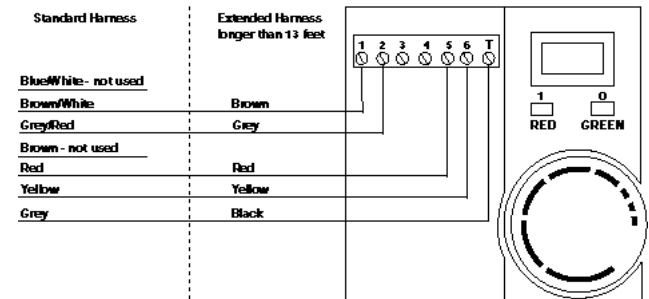 Standard Harness
Extended Harness
longer than 13 feet
1 2 3 4 5 6 T
Blue/White - not used
Brown/White Brown
Grey/Red Grey
Brown - not used
Red Red
Yellow Yellow
Grey Black
1 0
RED GREEN